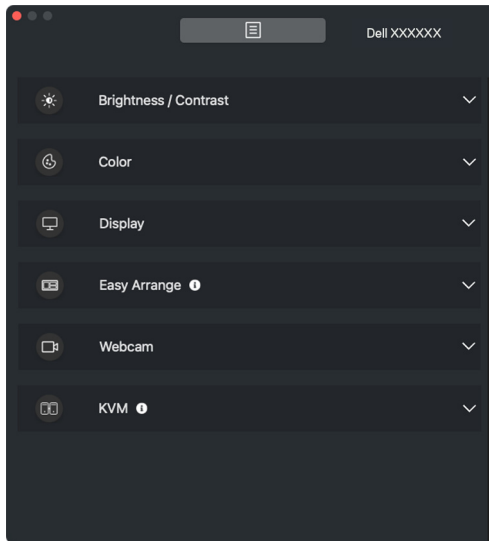 Dell XXXXXX
Brightness / Contrast
Color
Display
Easy Arrange
Webcam
KVM